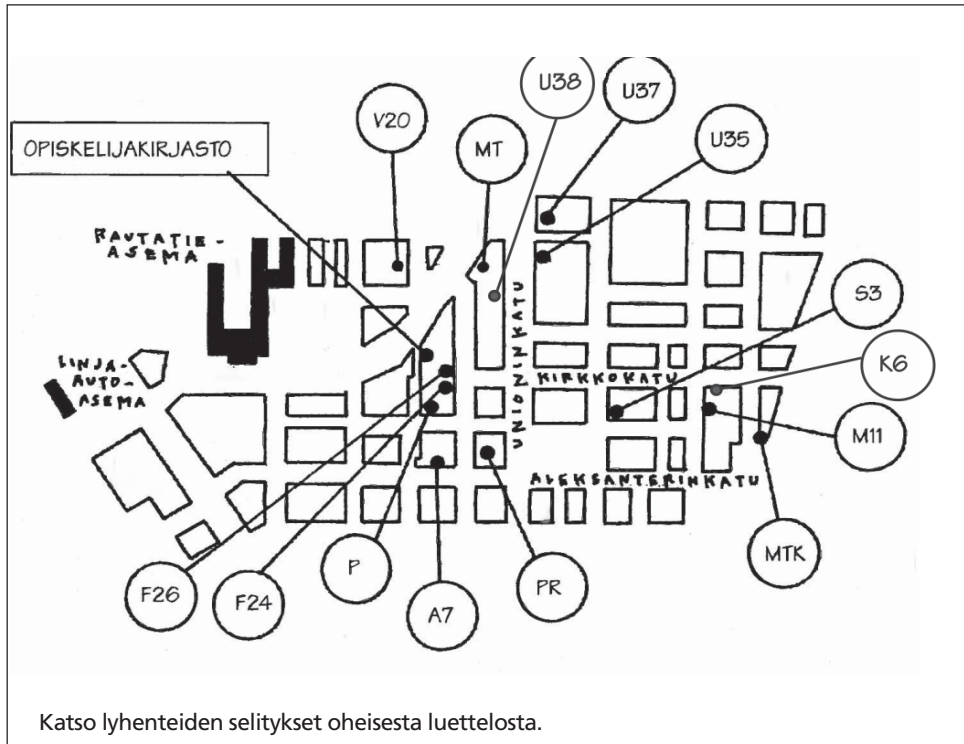 U38
U37
V20
MT
U35
OPISKELIJAKIRJASTO
RAUTATIE-
ASEMA
S3
UNIONINKATU
LINJA-
AUTO-
ASEMA
KIRKKOKATU
K6
M11
ALEKSANTERINKATU
MTK
P
F26
F24
A7
PR
Katso lyhenteiden selitykset oheisesta luettelosta.